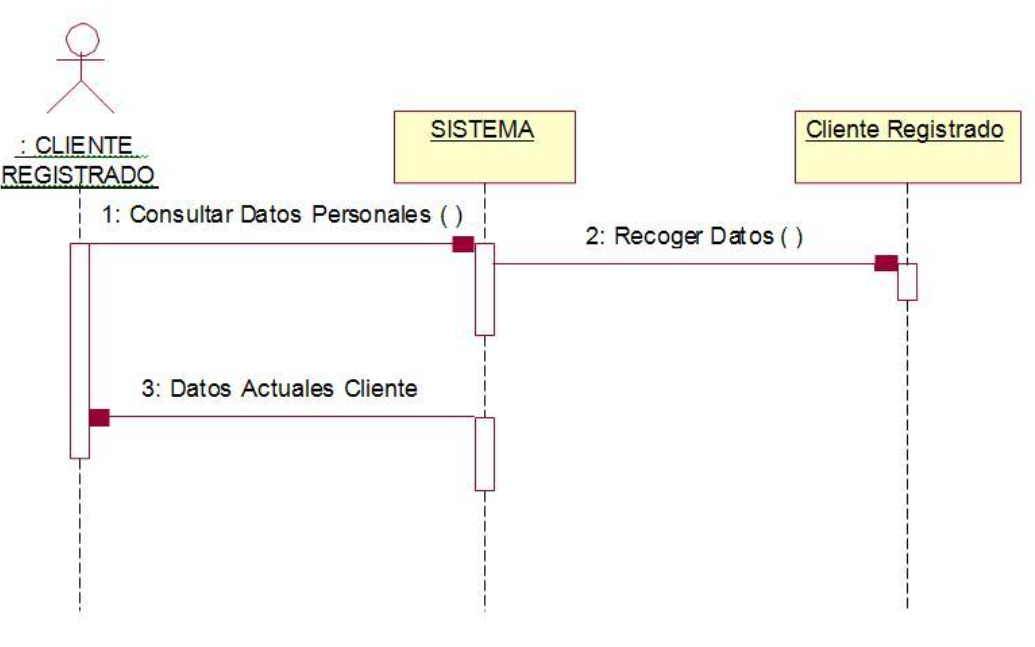 : CLIENTE
REGISTRADO
SISTEMA
Cliente Registrado
1: Consultar Datos Personales ( )
2: Recoger Datos ( )
3: Datos Actuales Cliente